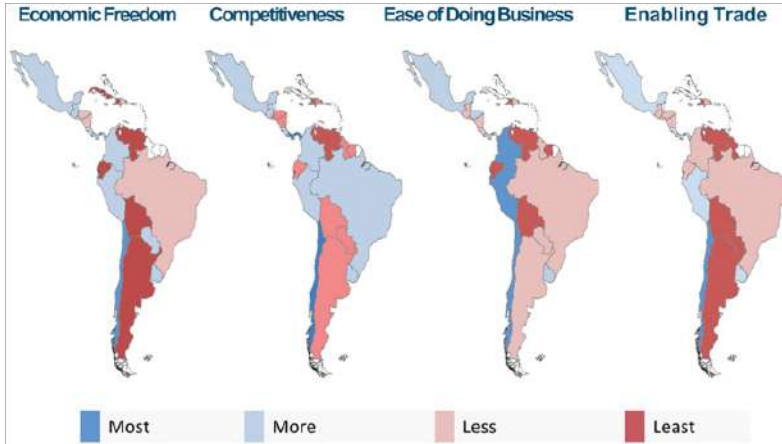 Economic Freedom
Competitiveness
Ease of Doing Business
Enabling Trade
Most
More
Less
Least